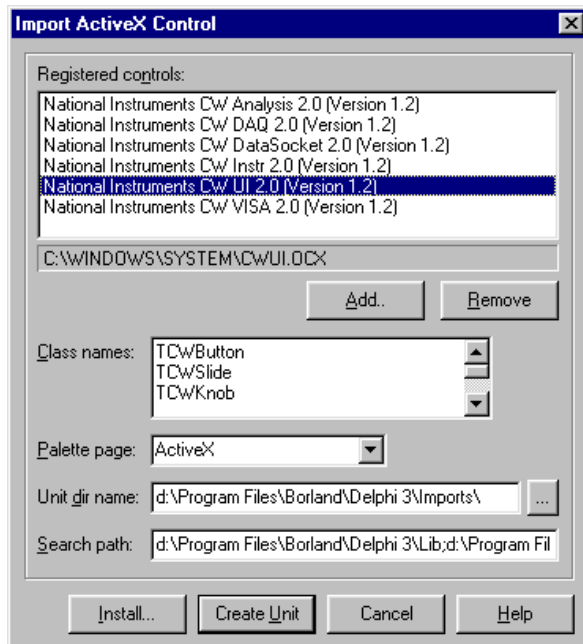 Import ActiveX Control
Registered controls:
National Instruments CW Analysis 2.0 (Version 1.2)
National Instruments CW DAQ 2.0 (Version 1.2)
National Instruments CW DataSocket 2.0 (Version 1.2)
National Instruments CW Instr 2.0 (Version 1.2)
National Instruments CW UI 2.0 (Version 1.2)
National Instruments CW VISA 2.0 (Version 1.2)
C:\WINDOWS\SYSTEM\CWUI.OCX
Add.. Remove
Class names: TCWButton
TCWSlide
TCWKnob
Palette page: ActiveX
Unit dir name: d:\Program Files\Borland\Delphi 3\Imports\ ...
Search path: d:\Program Files\Borland\Delphi 3\Lib;d:\Program Fil
Install... Create Unit Cancel Help